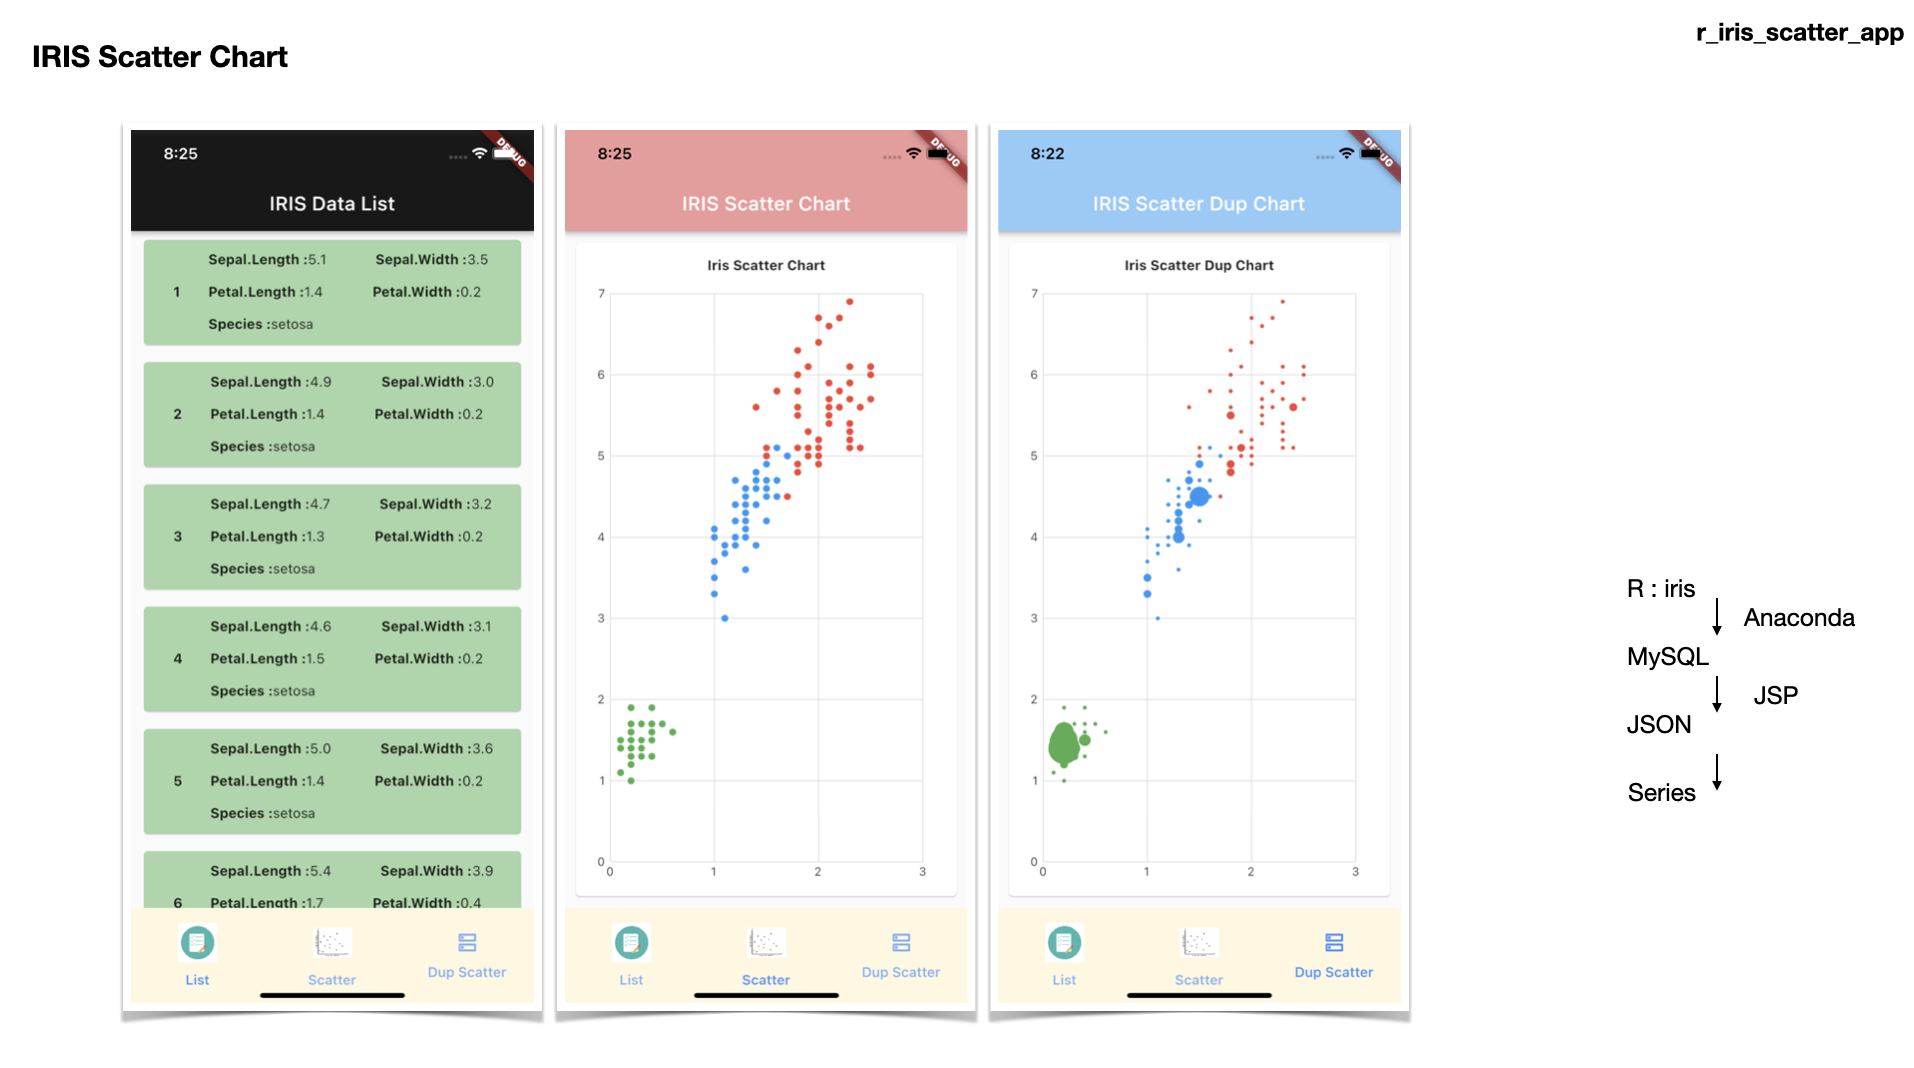 r_iris_scatter_app
IRIS Scatter Chart
8:25
DEBUG
IRIS Data List
Sepal.Length :5.1 Sepal.Width :3.5
1 Petal.Length :1.4 Petal.Width :0.2
Species :setosa
Sepal.Length :4.9 Sepal.Width :3.0
2 Petal.Length :1.4 Petal.Width :0.2
Species :setosa
Sepal.Length :4.7 Sepal.Width :3.2
3 Petal.Length :1.3 Petal.Width :0.2
Species :setosa
Sepal.Length :4.6 Sepal.Width :3.1
4 Petal.Length :1.5 Petal.Width :0.2
Species :setosa
Sepal.Length :5.0 Sepal.Width :3.6
5 Petal.Length :1.4 Petal.Width :0.2
Species :setosa
Sepal.Length :5.4 Sepal.Width :3.9
6 Petal.Length :1.7 Petal.Width :0.4
List Scatter Dup Scatter
8:25
DEBUG
IRIS Scatter Chart
Iris Scatter Chart
7
6
5
4
3
2
1
0
0 1 2 3
List Scatter Dup Scatter
8:22
DEBUG
IRIS Scatter Dup Chart
Iris Scatter Dup Chart
7
6
5
4
3
2
1
0
0 1 2 3
List Scatter Dup Scatter
R : iris
Anaconda
MySQL
JSP
JSON
Series